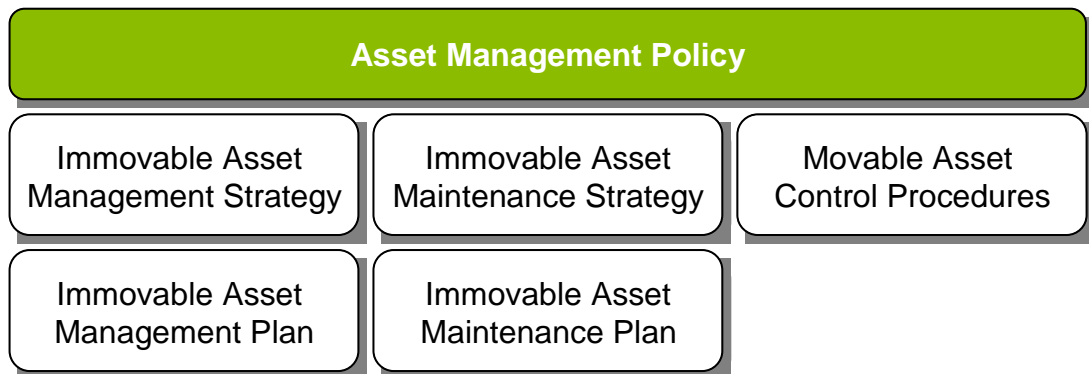 Asset Management Policy
Immovable Asset
Management Strategy
Immovable Asset
Maintenance Strategy
Movable Asset
Control Procedures
Immovable Asset
Management Plan
Immovable Asset
Maintenance Plan